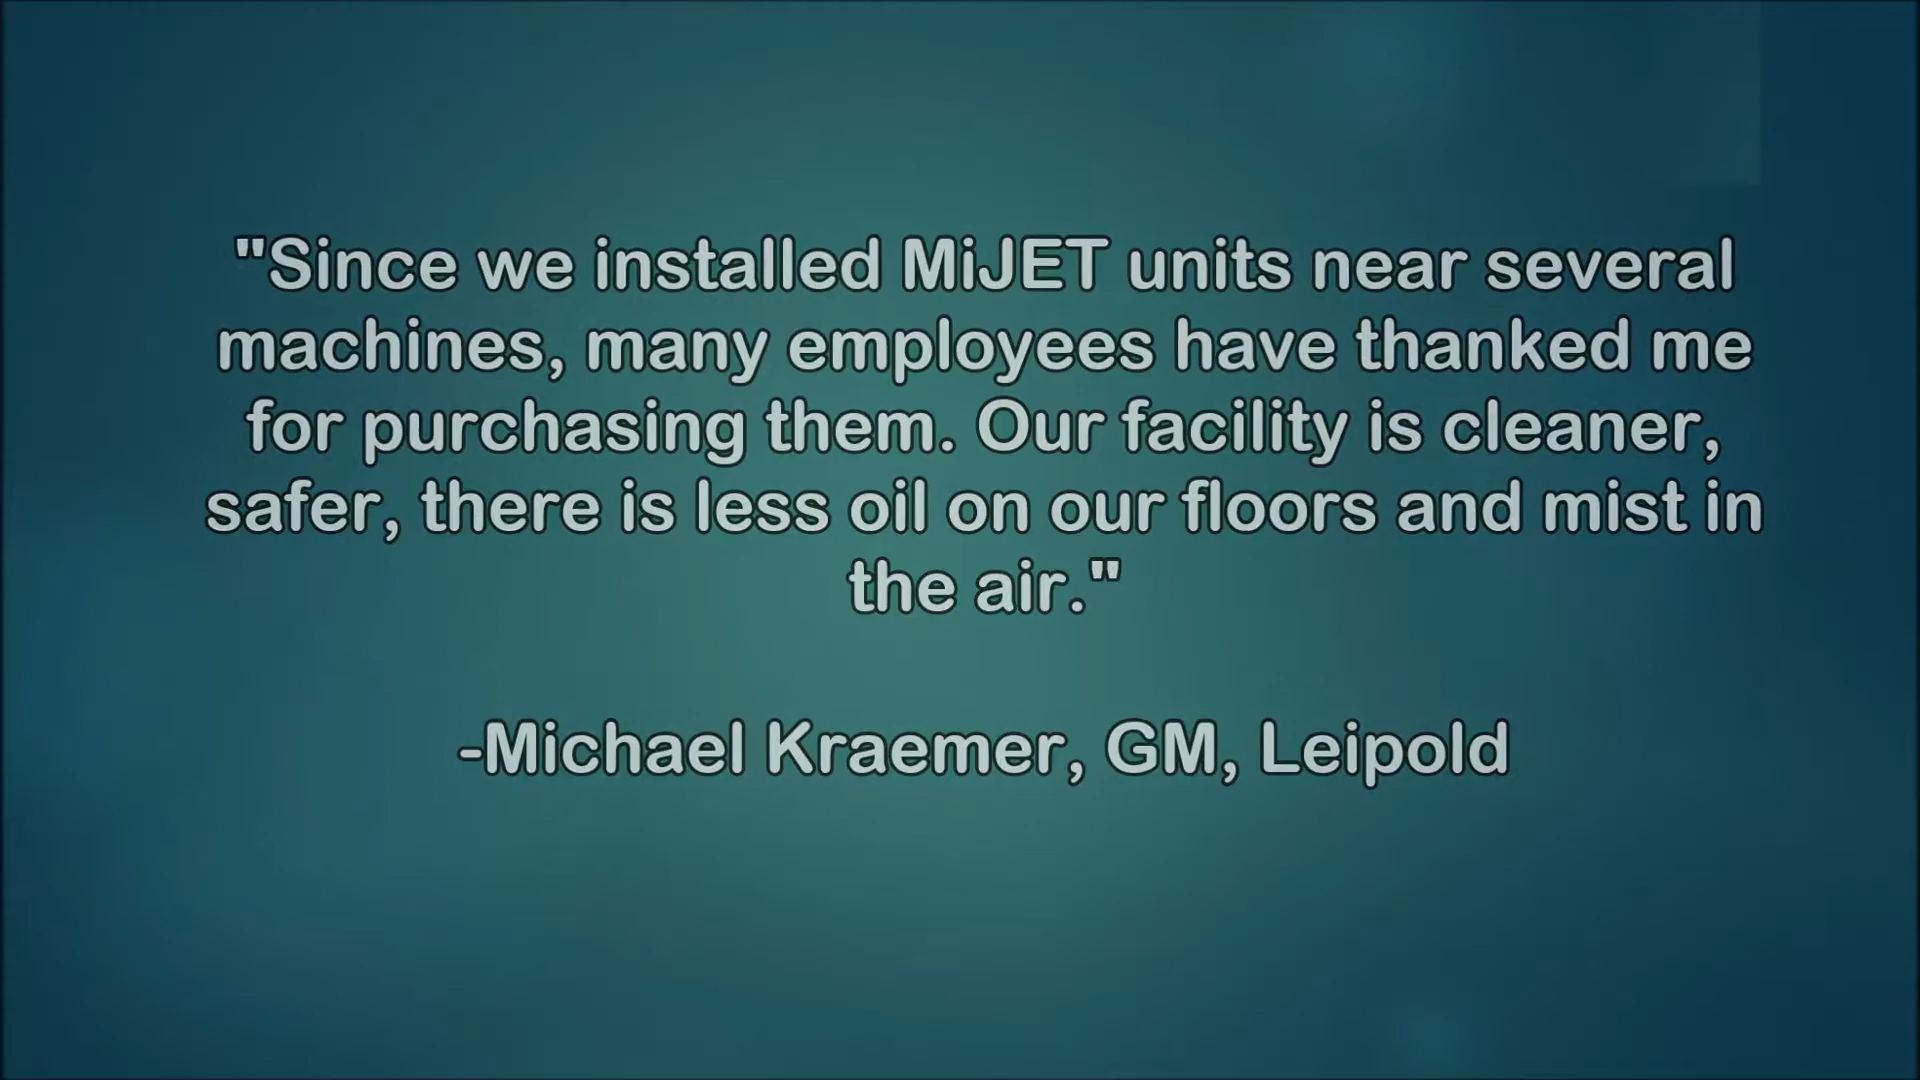 "Since we installed MiJET units near several
machines, many employees have thanked me
for purchasing them. Our facility is cleaner,
safer, there is less oil on our floors and mist in
the air."
-Michael Kraemer, GM, Leipold